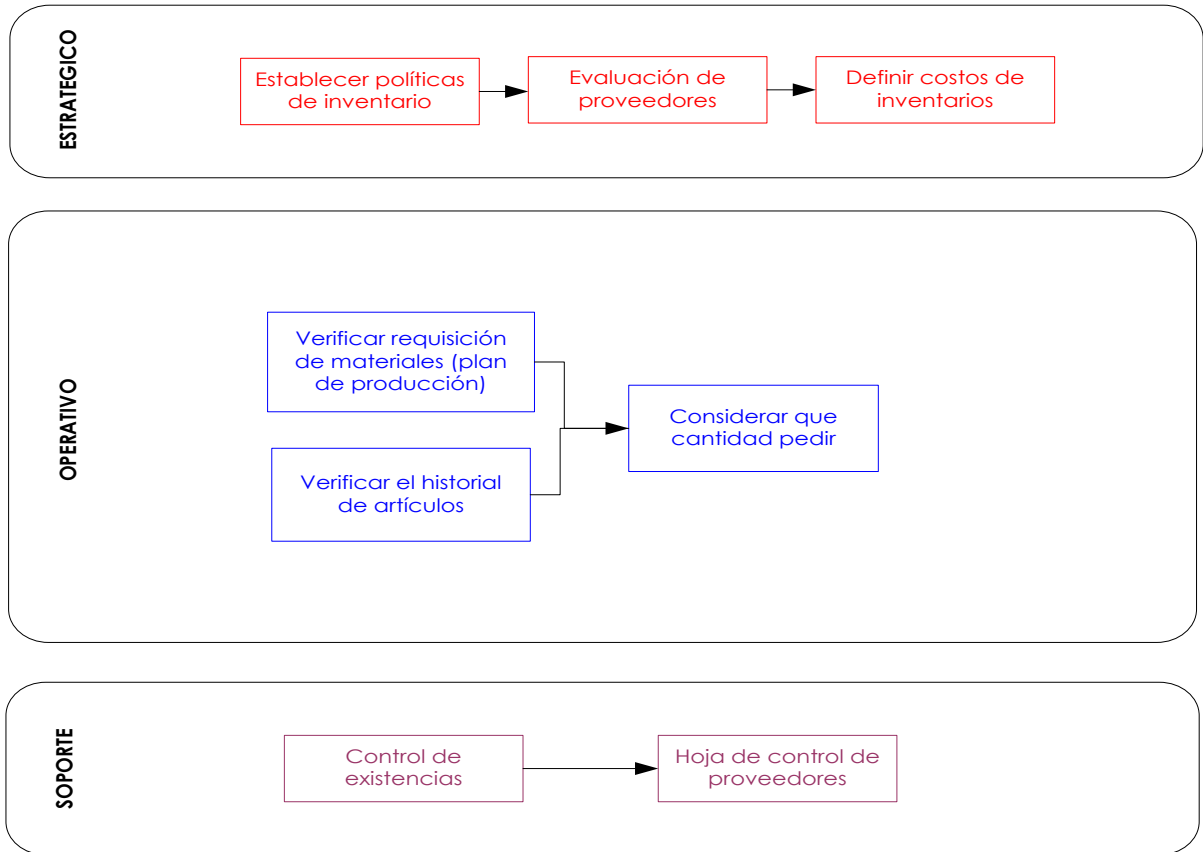 ESTRATEGICO
Establecer políticas
de inventario
Evaluación de
proveedores
Definir costos de
inventarios
OPERATIVO
Verificar requisición
de materiales (plan
de producción)
Verificar el historial
de artículos
Considerar que
cantidad pedir
SOPORTE
Control de
existencias
Hoja de control de
proveedores